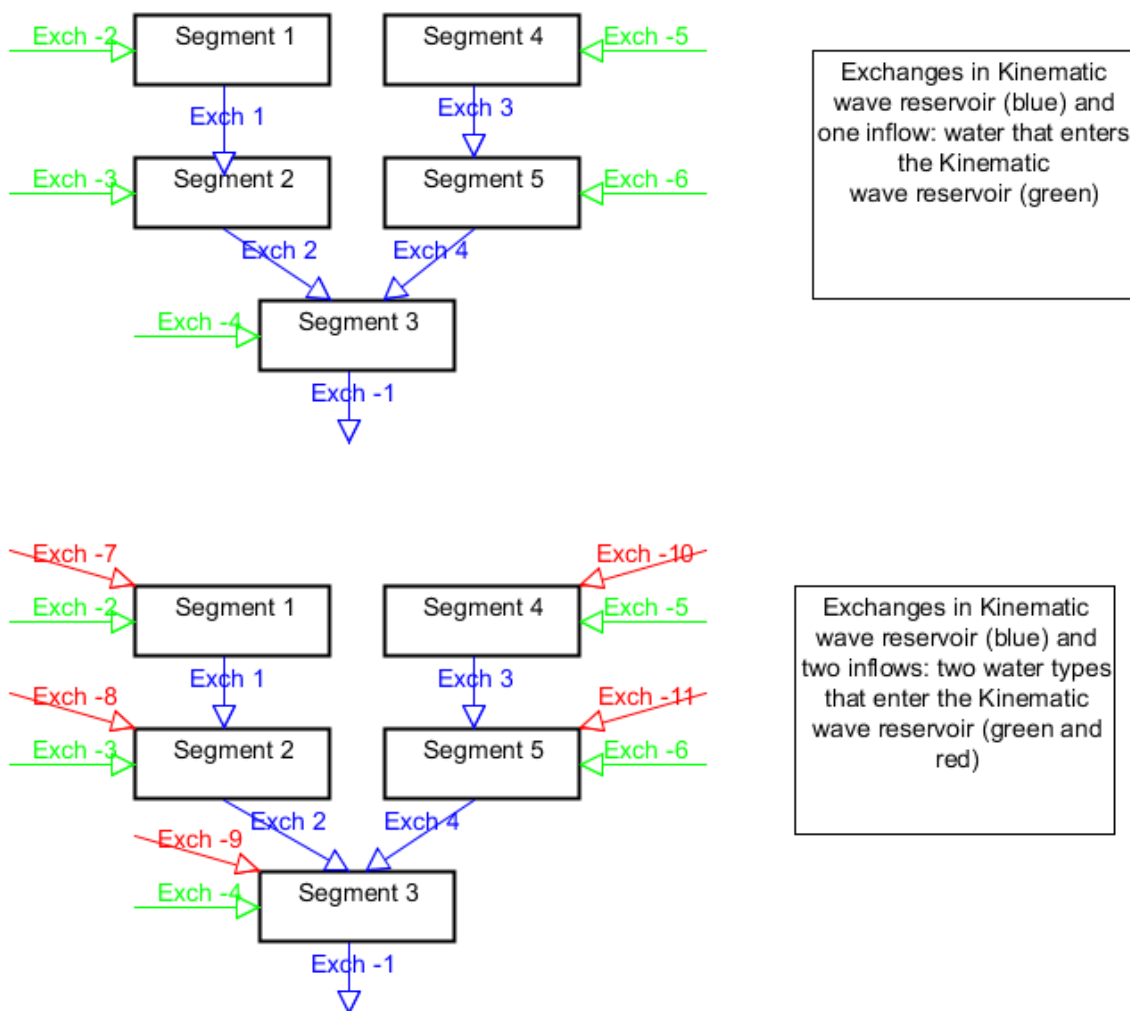 Exch -2
Segment 1
Segment 4
Exch -5
Exch 1
Exch 3
Exch -3
Segment 2
Segment 5
Exch -6
Exch 2
Exch 4
Exch -4
Segment 3
Exch -1
Exchanges in Kinematic
wave reservoir (blue) and
one inflow: water that enters
the Kinematic
wave reservoir (green)
Exch -7
Exch -10
Exch -2
Segment 1
Segment 4
Exch -5
Exch 1
Exch 3
Exch -8
Exch -11
Exch -3
Segment 2
Segment 5
Exch -6
Exch 2
Exch 4
Exch -9
Exch -4
Segment 3
Exch -1
Exchanges in Kinematic
wave reservoir (blue) and
two inflows: two water types
that enter the Kinematic
wave reservoir (green and
red)